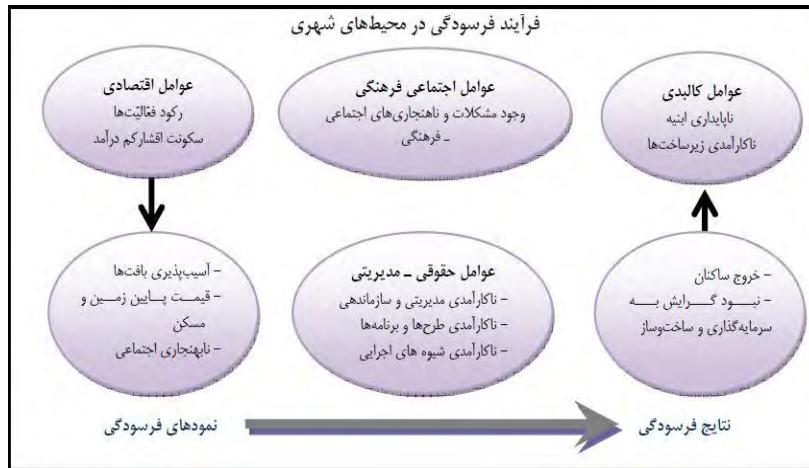 فرآیند فرسودگی در محیط‌های شهری
عوامل کالبدی
ناپایداری ابنیه
ناکارآمدی زیرساخت‌ها
عوامل اجتماعی فرهنگی
وجود مشکلات و ناهنجاری‌های اجتماعی
ـ فرهنگی
عوامل اقتصادی
رکود فعّالیّت‌ها
سکونت اقشار کم درآمد
– خروج ساکنان
– نبود گرایش به
سرمایه‌گذاری و ساخت‌وساز
عوامل حقوقی ـ مدیریتی
– ناکارآمدی مدیریتی و سازماندهی
– ناکارآمدی طرح‌ها و برنامه‌ها
– ناکارآمدی شیوه های اجرایی
– آسیب‌پذیری بافت‌ها
– قیمت پایین زمین و
مسکن
– نابهنجاری اجتماعی
نتایج فرسودگی
نمودهای فرسودگی